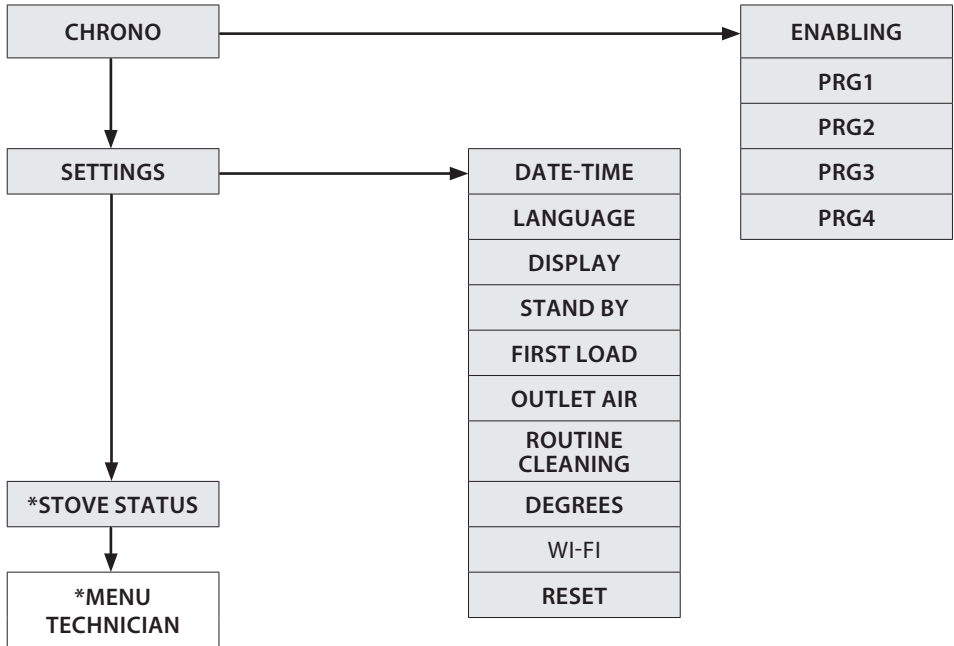 CHRONO
ENABLING
PRG1
PRG2
PRG3
PRG4
SETTINGS
DATE-TIME
LANGUAGE
DISPLAY
STAND BY
FIRST LOAD
OUTLET AIR
ROUTINE
CLEANING
DEGREES
WI-FI
RESET
*STOVE STATUS
*MENU
TECHNICIAN